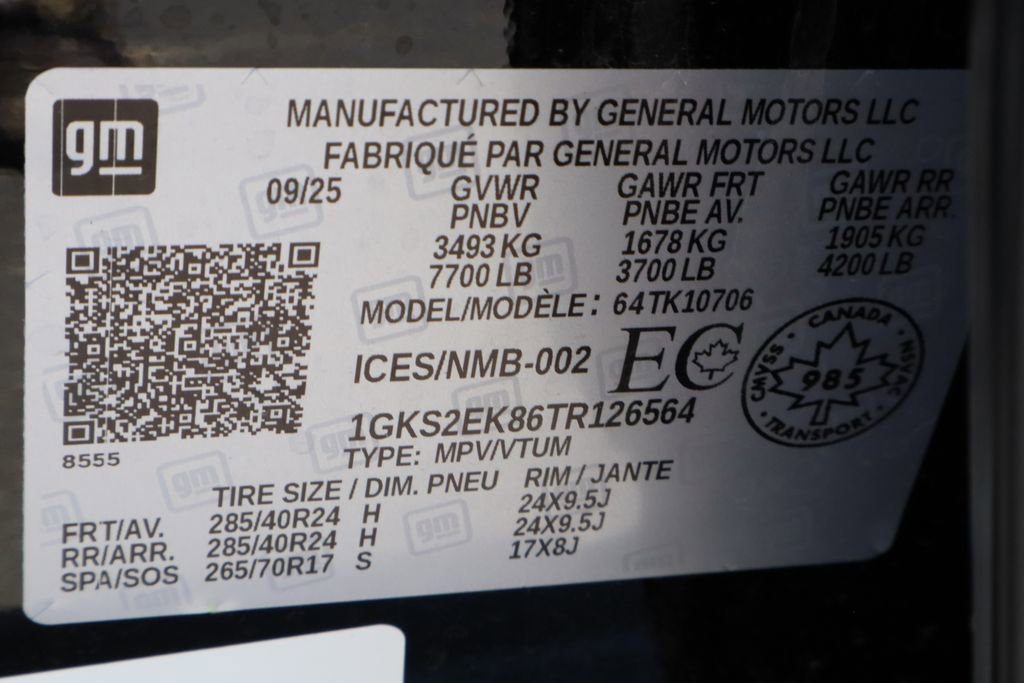 gm
MANUFACTURED BY GENERAL MOTORS LLC
FABRIQUÉ PAR GENERAL MOTORS LLC
09/25 GVWR GAWR FRT GAWR RR
PNBV PNBE AV. PNBE ARR.
3493 KG 1678 KG 1905 KG
7700 LB 3700 LB 4200 LB
MODEL/MODÈLE: 64TK10706
ICES/NMB-002 EC
CANADA
CMVSS 985 NSVAC
TRANSPORT
1GKS2EK86TR126564
8555
TYPE: MPV/VTUM
TIRE SIZE / DIM. PNEU RIM / JANTE
FRT/AV. 285/40R24 H 24X9.5J
RR/ARR. 285/40R24 H 24X9.5J
SPA/SOS 265/70R17 S 17X8J